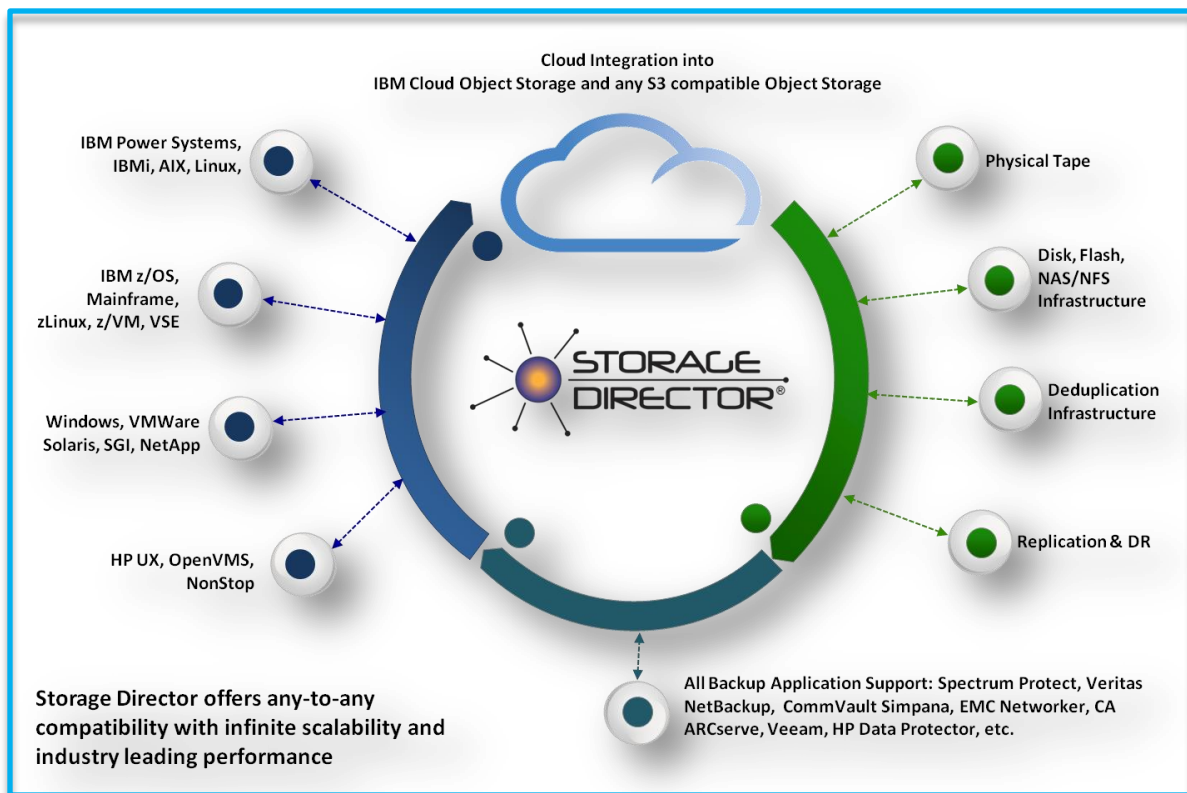 Cloud Integration into
IBM Cloud Object Storage and any S3 compatible Object Storage
IBM Power Systems,
IBMi, AIX, Linux,
IBM z/OS,
Mainframe,
zLinux, z/VM, VSE
Windows, VMWare
Solaris, SGI, NetApp
HP UX, OpenVMS,
NonStop
STORAGE
DIRECTOR®
Physical Tape
Disk, Flash,
NAS/NFS
Infrastructure
Deduplication
Infrastructure
Replication & DR
All Backup Application Support: Spectrum Protect, Veritas
NetBackup, CommVault Simpana, EMC Networker, CA
ARCserve, Veeam, HP Data Protector, etc.
Storage Director offers any-to-any
compatibility with infinite scalability and
industry leading performance